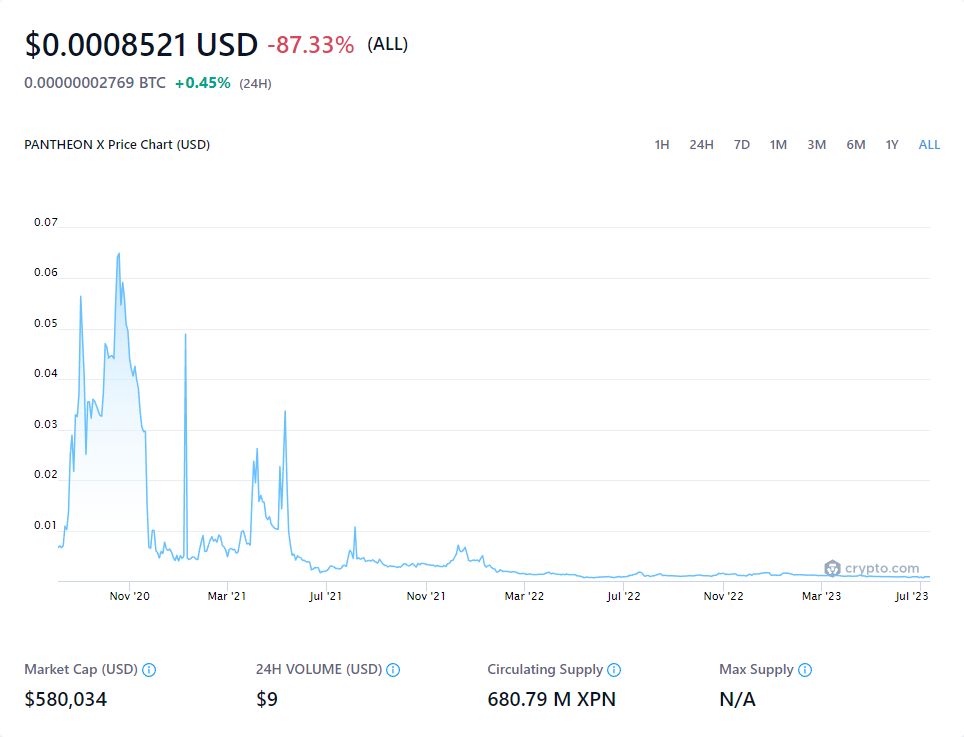 $0.0008521 USD -87.33% (ALL)
0.00000002769 BTC +0.45% (24H)
PANTHEON X Price Chart (USD) 1H 24H 7D 1M 3M 6M 1Y ALL
0.07
0.06
0.05
0.04
0.03
0.02
0.01
crypto.com
Nov '20 Mar '21 Jul '21 Nov '21 Mar '22 Jul '22 Nov '22 Mar '23 Jul '23
Market Cap (USD) 24H VOLUME (USD) Circulating Supply Max Supply
$580,034 $9 680.79 M XPN N/A